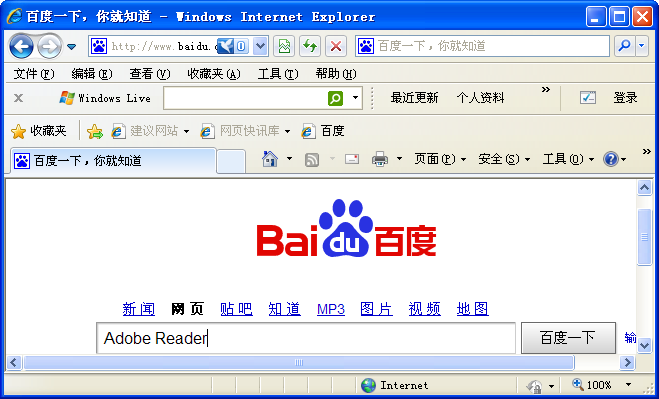 百度一下，你就知道 - Windows Internet Explorer
http://www.baidu.c 0 百度一下，你就知道
文件(F) 编辑(E) 查看(V) 收藏夹(A) 工具(T) 帮助(H)
x Windows Live 最近更新 个人资料 » 登录
收藏夹 建议网站 网页快讯库 百度
百度一下，你就知道 页面(P) 安全(S) 工具(O) »
Bai du 百度
新闻 网页 贴吧 知道 MP3 图片 视频 地图
Adobe Reader 百度一下 输
Internet 100%